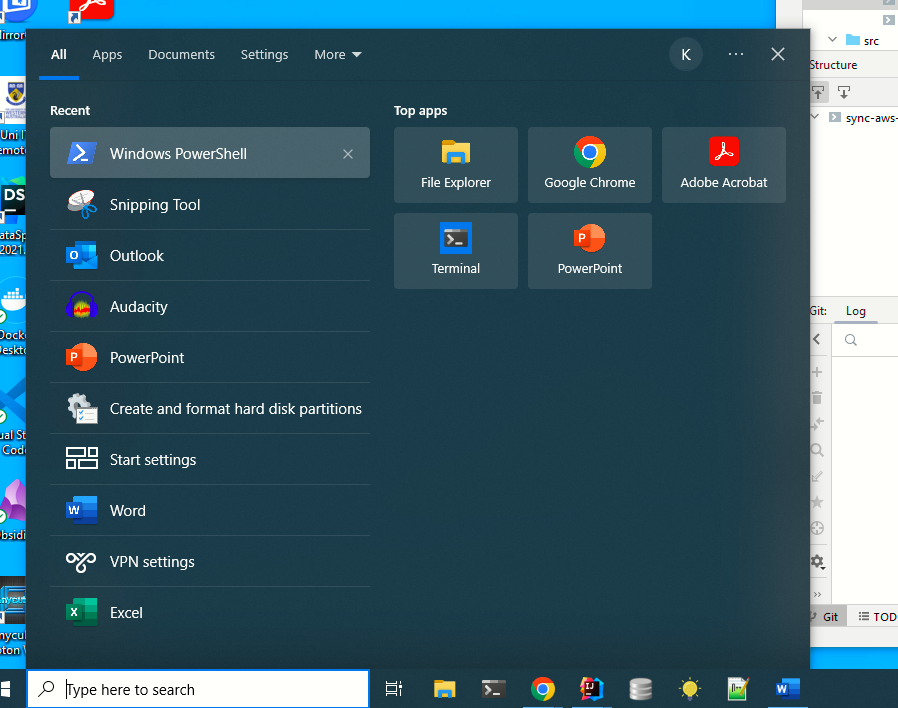 All
Apps
Documents
Settings
More
K
Recent
Top apps
Windows PowerShell
Snipping Tool
Outlook
Audacity
PowerPoint
Create and format hard disk partitions
Start settings
Word
VPN settings
Excel
File Explorer
Google Chrome
Adobe Acrobat
Terminal
PowerPoint
src
Structure
sync-aws-
Git:
Log
Git
TOD
DS
2021.
Type here to search